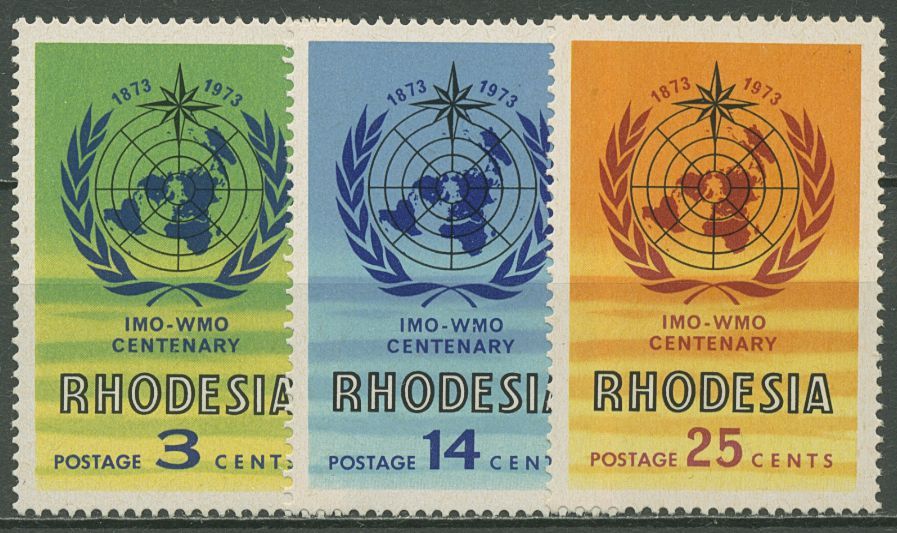 1873 1973
IMO-WMO
CENTENARY
RHODESIA
POSTAGE 3 CENTS
1873 1973
IMO-WMO
CENTENARY
RHODESIA
POSTAGE 14 CENT
1873 1973
IMO-WMO
CENTENARY
RHODESIA
POSTAGE 25 CENTS